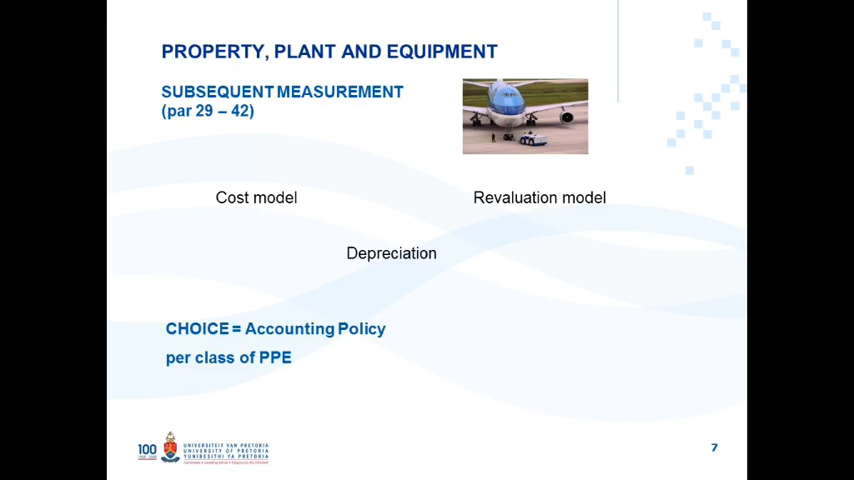 PROPERTY, PLANT AND EQUIPMENT
SUBSEQUENT MEASUREMENT
(par 29 – 42)
Cost model
Revaluation model
Depreciation
CHOICE = Accounting Policy
per class of PPE
100
UNIVERSITEIT VAN PRETORIA
UNIVERSITY OF PRETORIA
YUNIBESITHI YA PRETORIA
7